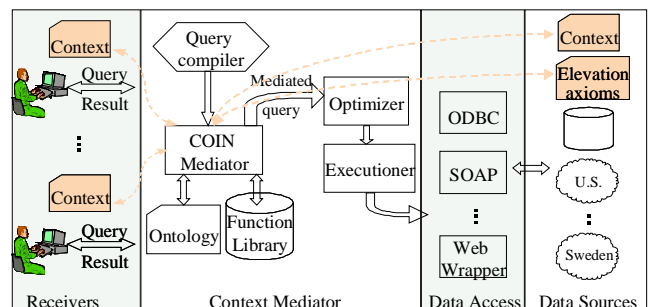 Context
Query
Result
Context
Query
Result
Receivers
Query
compiler
Mediated
query
COIN
Mediator
Optimizer
Executioner
Ontology
Function
Library
Context Mediator
ODBC
SOAP
Web
Wrapper
Data Access
Context
Elevation
axioms
U.S.
Sweden
Data Sources